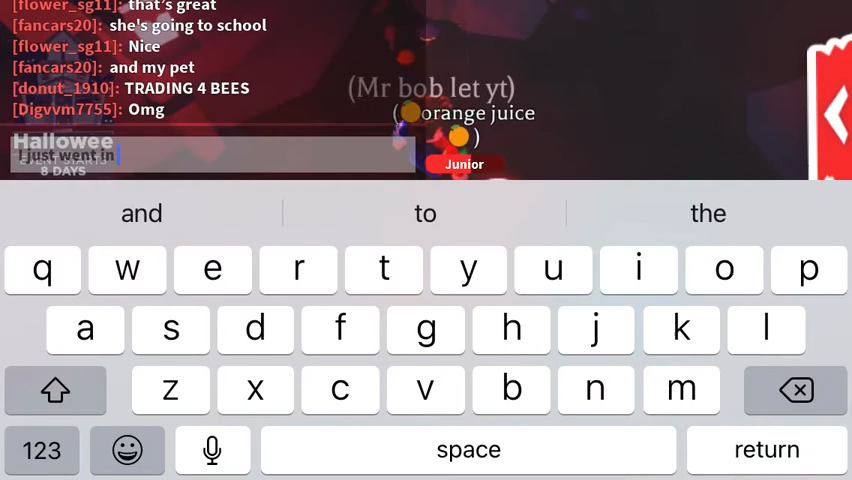 [flower_sg11]: that's great
[fancars20]: she's going to school
[flower_sg11]: Nice
[fancars20]: and my pet
[donut_1910]: TRADING 4 BEES
[Digvvm7755]: Omg
(Mr bob let yt)
(🍊orange juice
🍊)
Junior
Hallowee
I just went in
EVENT STARTS
8 DAYS
and to the
q w e r t y u i o p
a s d f g h j k l
z x c v b n m
123 space return